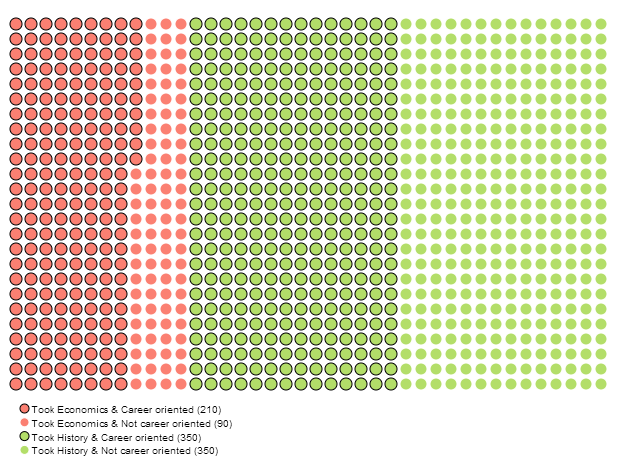 Took Economics & Career oriented (210)
Took Economics & Not career oriented (90)
Took History & Career oriented (350)
Took History & Not career oriented (350)